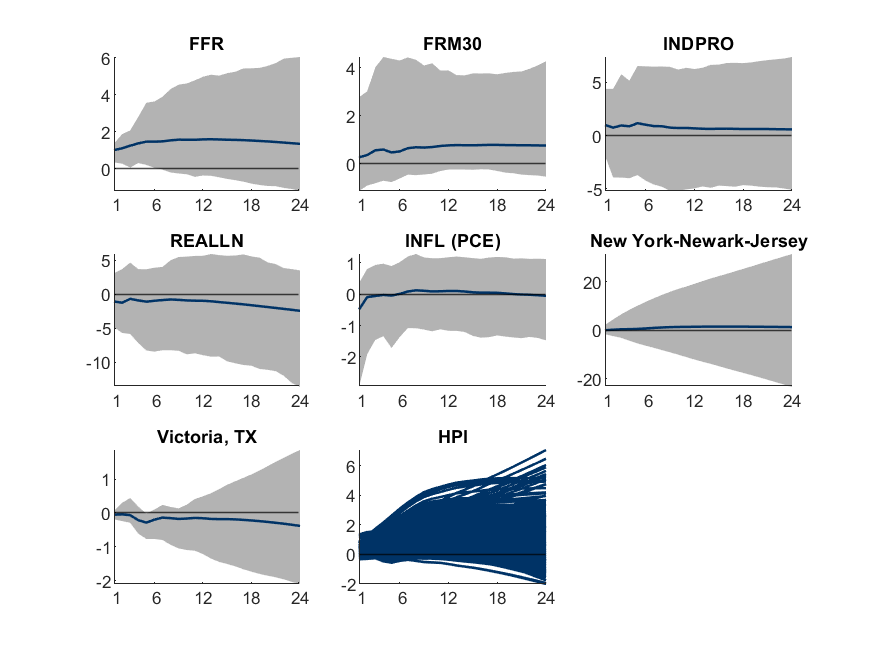 FFR
6
4
2
0
1 6 12 18 24
FRM30
4
2
0
1 6 12 18 24
INDPRO
5
0
-5
1 6 12 18 24
REALLN
5
0
-5
-10
1 6 12 18 24
INFL (PCE)
1
0
-1
-2
1 6 12 18 24
New York-Newark-Jersey
20
0
-20
1 6 12 18 24
Victoria, TX
1
0
-1
-2
1 6 12 18 24
HPI
6
4
2
0
-2
1 6 12 18 24